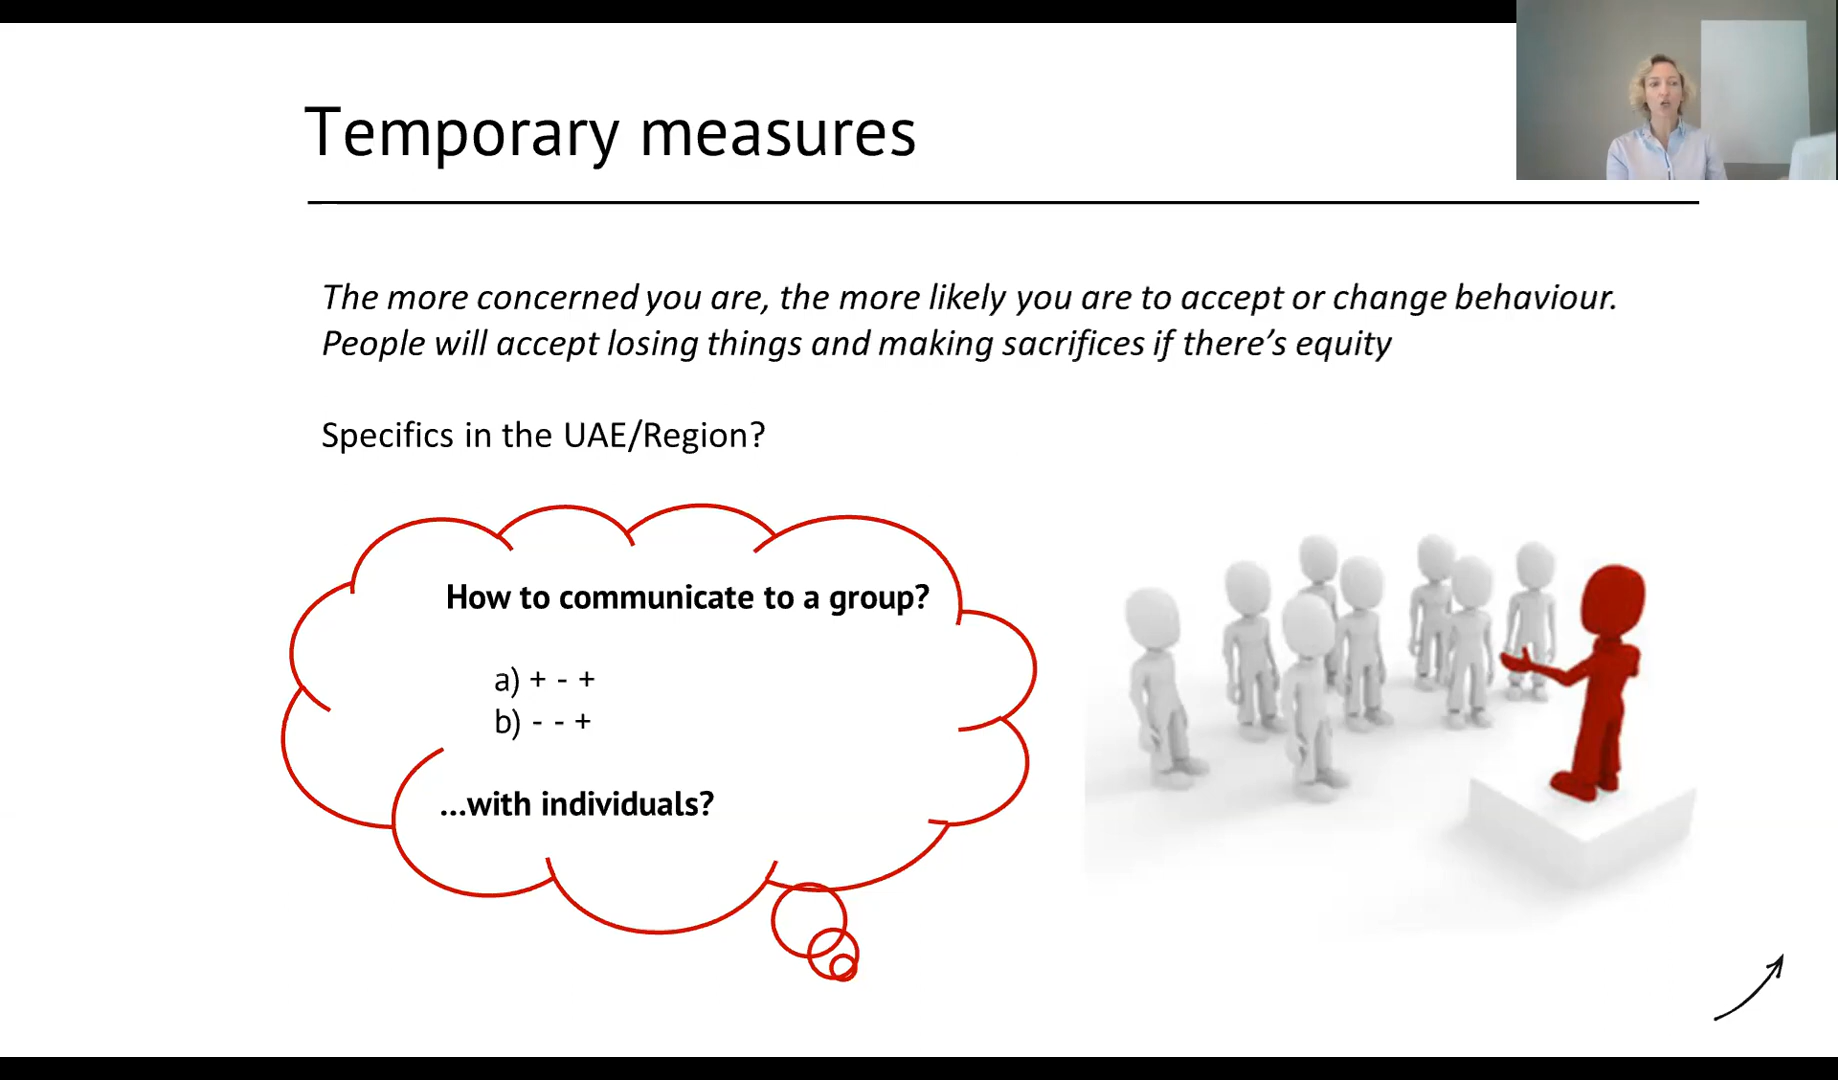 Temporary measures
The more concerned you are, the more likely you are to accept or change behaviour.
People will accept losing things and making sacrifices if there's equity
Specifics in the UAE/Region?
How to communicate to a group?
a) + - +
b) - - +
...with individuals?